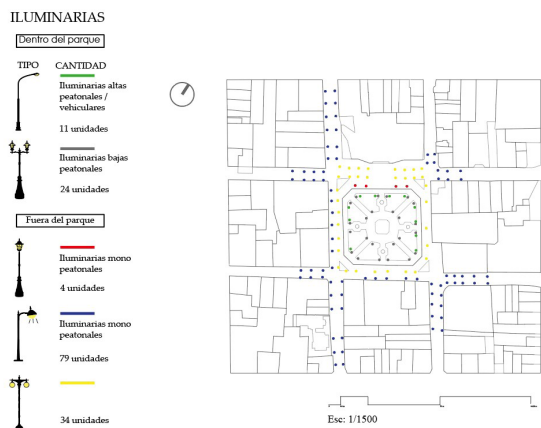 ILUMINARIAS
Dentro del parque
TIPO CANTIDAD
Iluminarias altas
peatonales /
vehiculares
11 unidades
Iluminarias bajas
peatonales
24 unidades
Fuera del parque
Iluminarias mono
peatonales
4 unidades
Iluminarias mono
peatonales
79 unidades
34 unidades
Esc: 1/1500